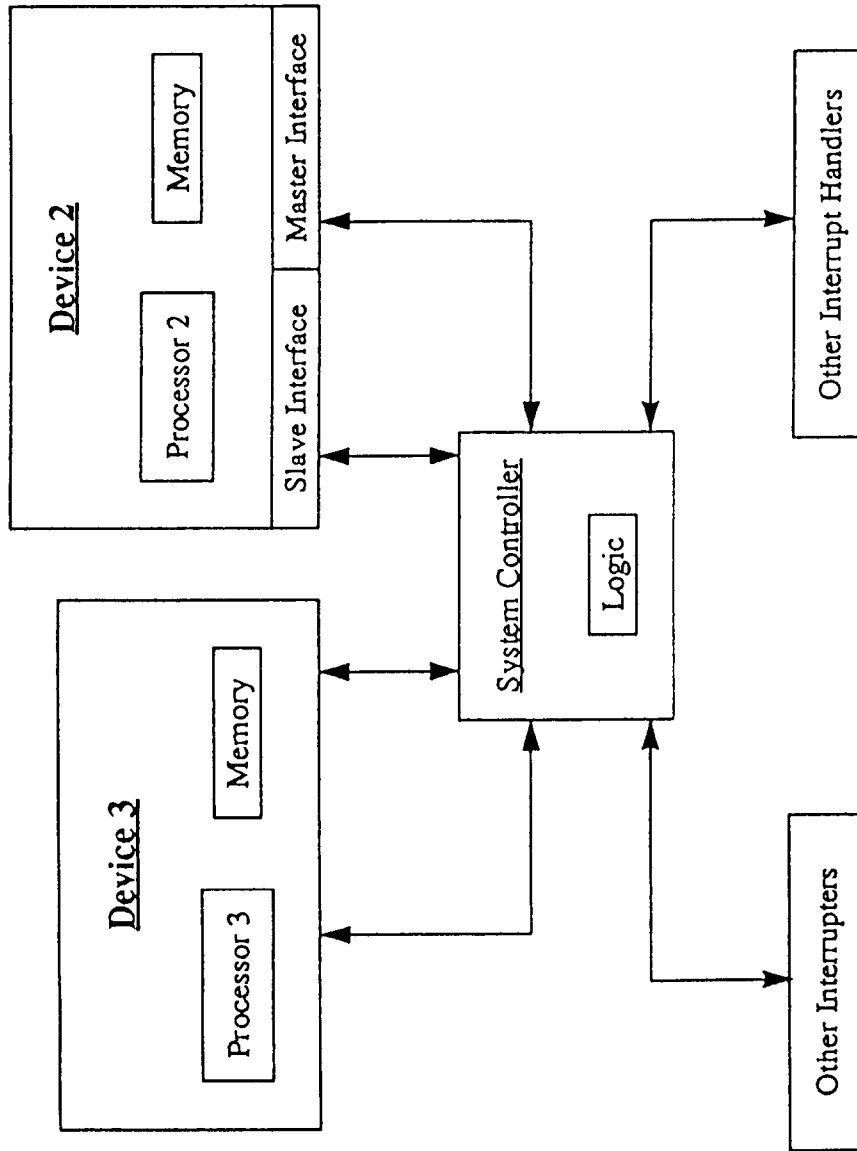 Device 3
Processor 3
Memory
Device 2
Processor 2
Memory
Slave Interface
Master Interface
System Controller
Logic
Other Interrupters
Other Interrupt Handlers